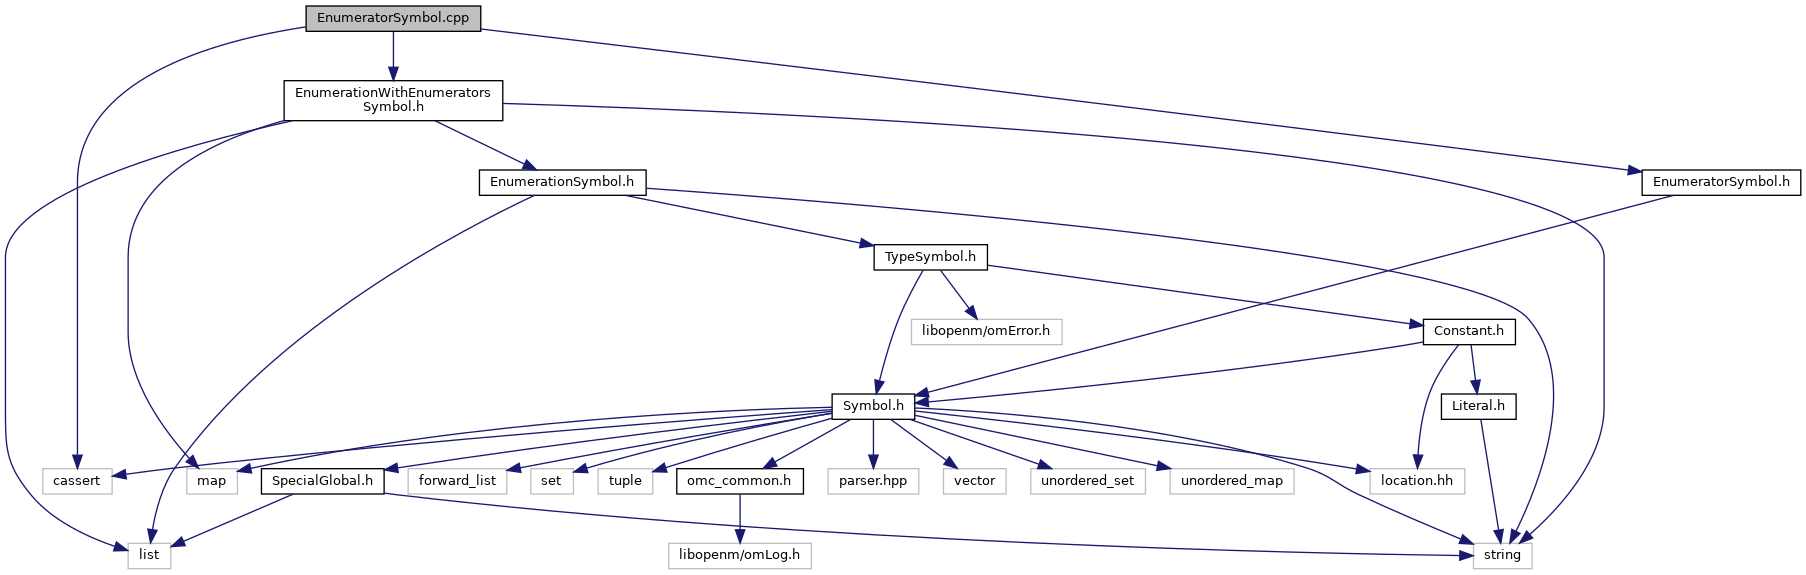 EnumeratorSymbol.cpp
EnumerationWithEnumerators
Symbol.h
EnumerationSymbol.h
EnumeratorSymbol.h
TypeSymbol.h
libopenm/omError.h
Constant.h
Symbol.h
Literal.h
cassert
map
SpecialGlobal.h
forward_list
set
tuple
omc_common.h
parser.hpp
vector
unordered_set
unordered_map
location.hh
list
libopenm/omLog.h
string